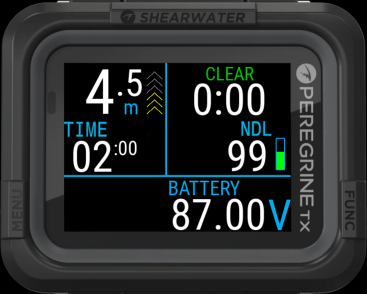 SHEARWATER
4.5 m
CLEAR
0:00
TIME
02:00
NDL
99
BATTERY
87.00V
PEREGRINE TX
MENU
FUNC